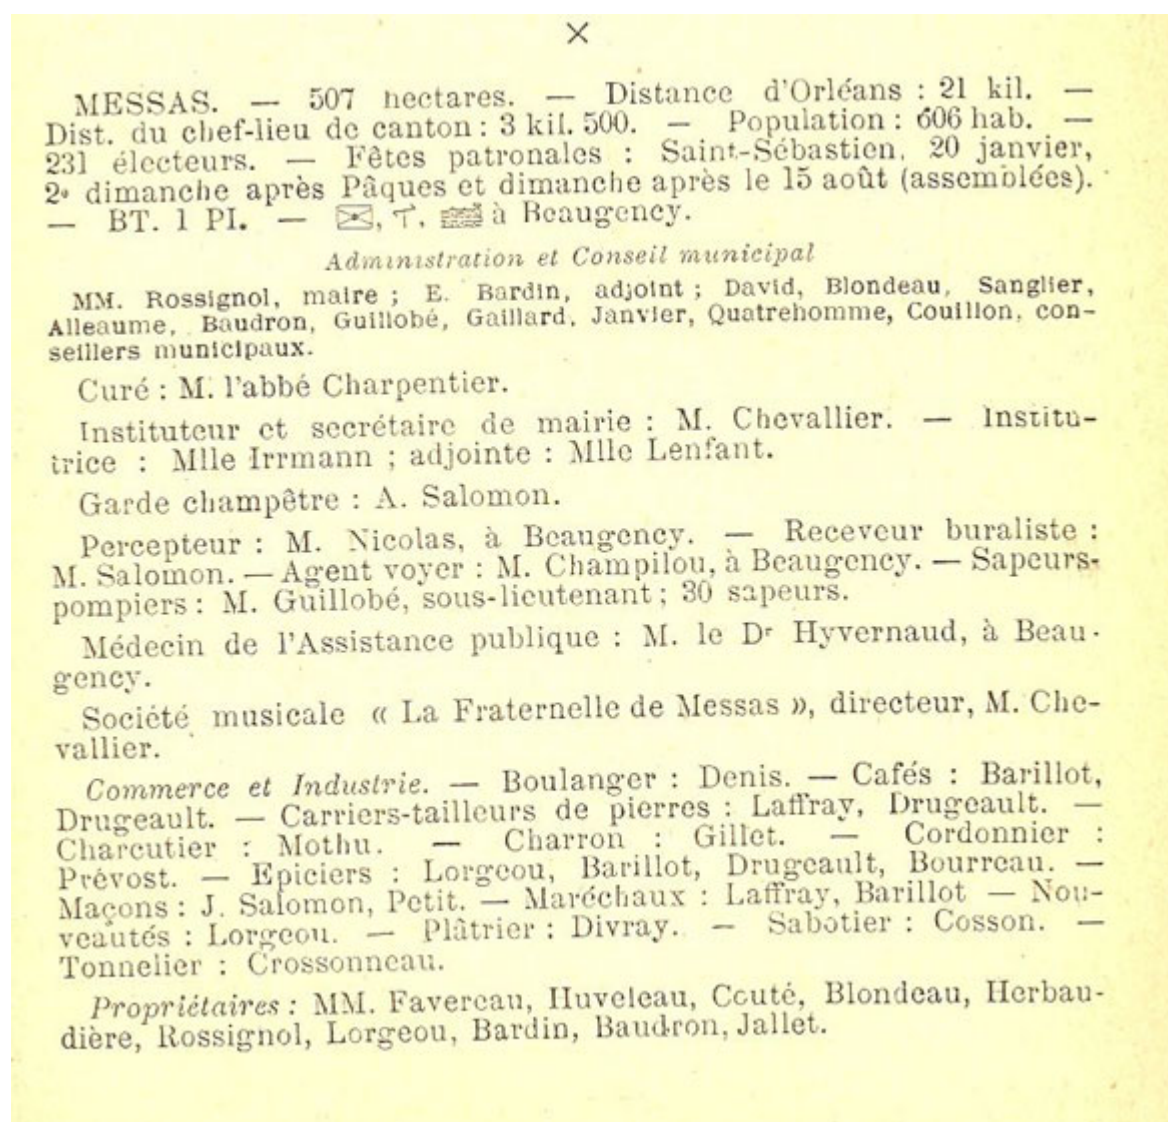 MESSAS. — 507 hectares. — Distance d'Orléans : 21 kil. —
Dist. du chef-lieu de canton : 3 kil. 500. — Population : 606 hab. —
231 électeurs. — Fêtes patronales : Saint-Sébastien, 20 janvier,
2e dimanche après Pâques et dimanche après le 15 août (assemblées).
— BT. 1 PI. — à Beaugency.
Administration et Conseil municipal
MM. Rossignol, maire ; E. Bardin, adjoint ; David, Blondeau, Sanglier,
Alleaume, Baudron, Guillobé, Gaillard, Janvier, Quatrehomme, Couillon, con-
seillers municipaux.
Curé : M. l'abbé Charpentier.
Instituteur et secrétaire de mairie : M. Chevallier. — Institu-
trice : Mlle Irrmann ; adjointe : Mlle Lenfant.
Garde champêtre : A. Salomon.
Percepteur : M. Nicolas, à Beaugency. — Receveur buraliste :
M. Salomon. — Agent voyer : M. Champilou, à Beaugency. — Sapeurs-
pompiers : M. Guillobé, sous-lieutenant ; 30 sapeurs.
Médecin de l'Assistance publique : M. le Dr Hyvernaud, à Beau-
gency.
Société musicale « La Fraternelle de Messas », directeur, M. Che-
vallier.
Commerce et Industrie. — Boulanger : Denis. — Cafés : Barillot,
Drugeault. — Carriers-tailleurs de pierres : Laffray, Drugeault. —
Charcutier : Mothu. — Charron : Gillet. — Cordonnier :
Prévost. — Epiciers : Lorgeou, Barillot, Drugeault, Bourreau. —
Maçons : J. Salomon, Petit. — Maréchaux : Laffray, Barillot — Nou-
veautés : Lorgeou. — Plâtrier : Divray. — Sabotier : Cosson. —
Tonnelier : Crossonneau.
Propriétaires : MM. Favereau, Huveleau, Couté, Blondeau, Herbau-
dière, Rossignol, Lorgeou, Bardin, Baudron, Jallet.